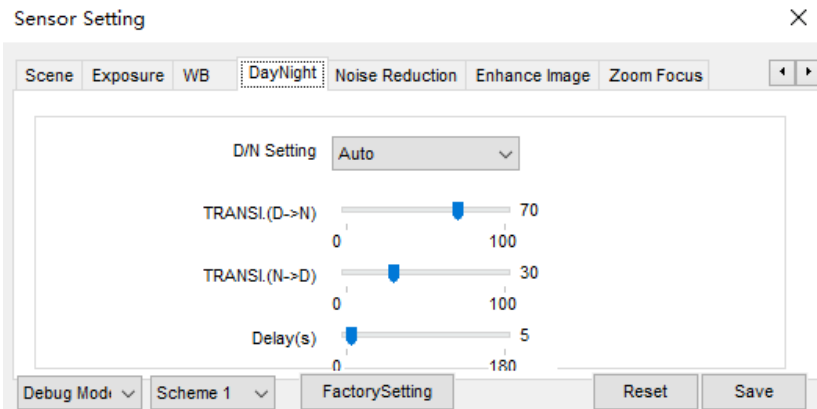 Sensor Setting
Scene Exposure WB DayNight Noise Reduction Enhance Image Zoom Focus
D/N Setting Auto
TRANSI.(D->N) 70
0 100
TRANSI.(N->D) 30
0 100
Delay(s) 5
0 180
Debug Mod Scheme 1 FactorySetting Reset Save